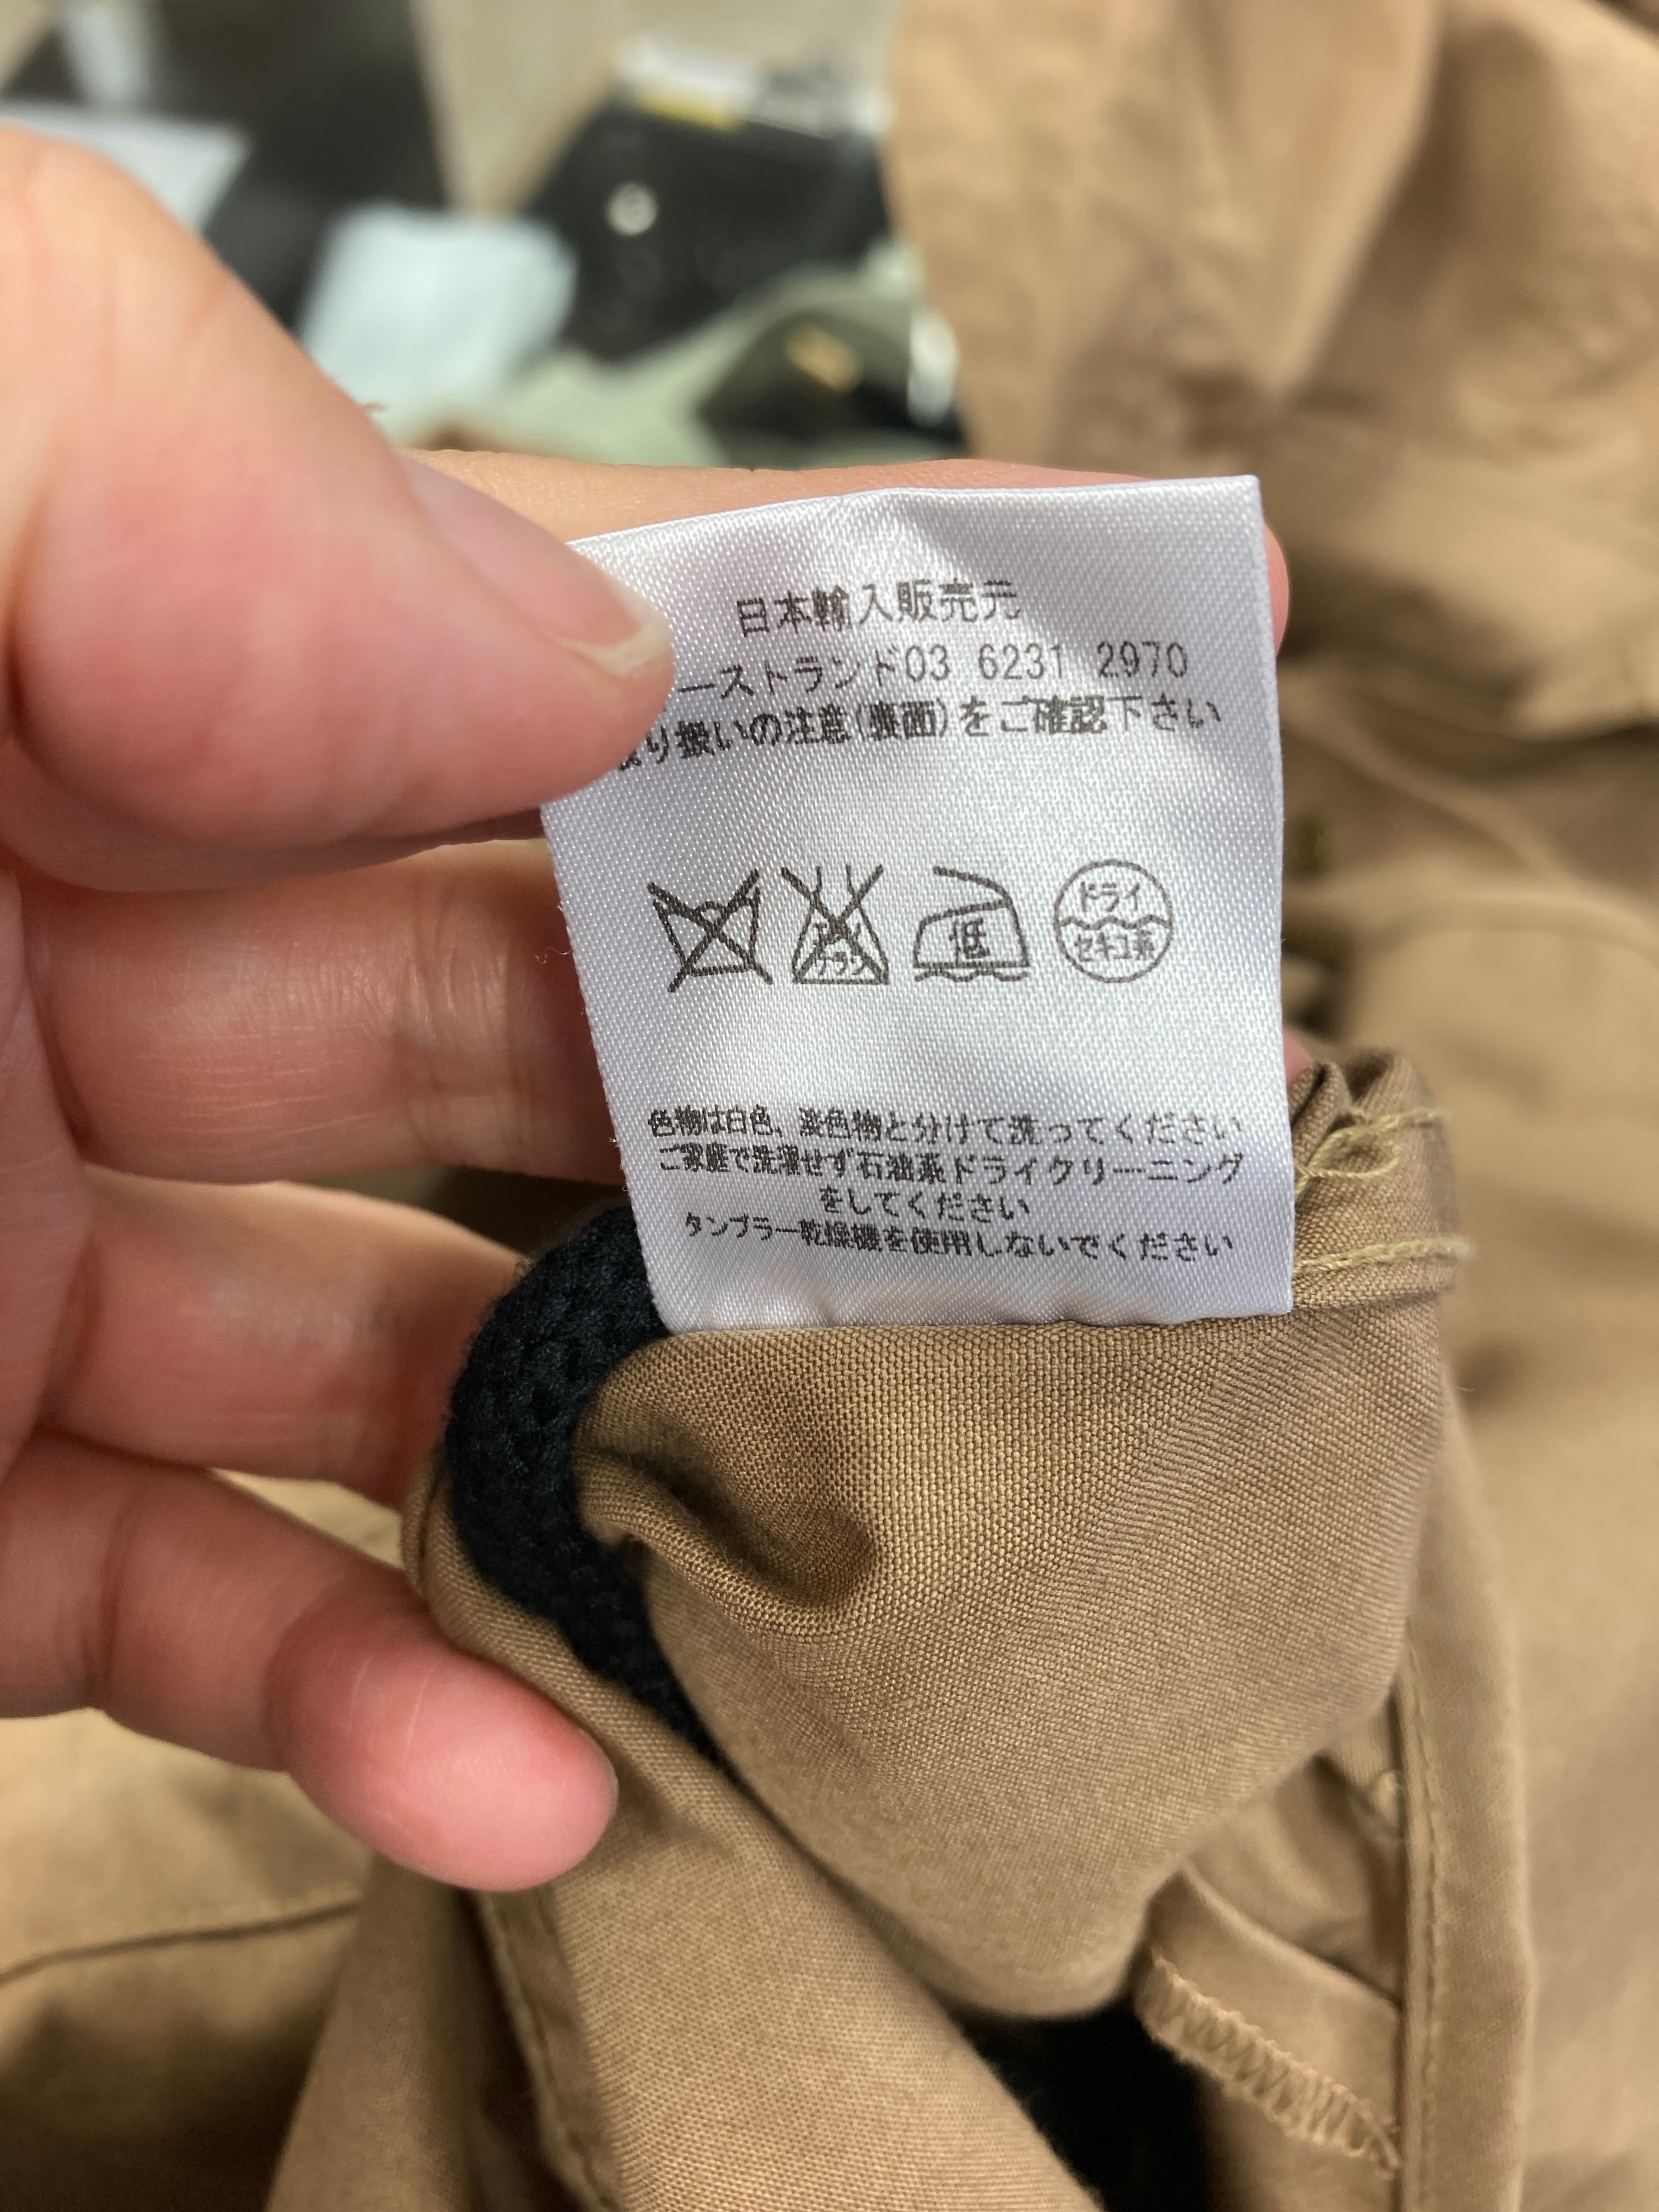 日本輸入販売元
ーストランド03 6231 2970
り扱いの注意(裏面)をご確認下さい
低
ドライ
セキユ系
色物は白色、淡色物と分けて洗ってください
ご家庭で洗濯せず石油系ドライクリーニング
をしてください
タンブラー乾燥機を使用しないでください